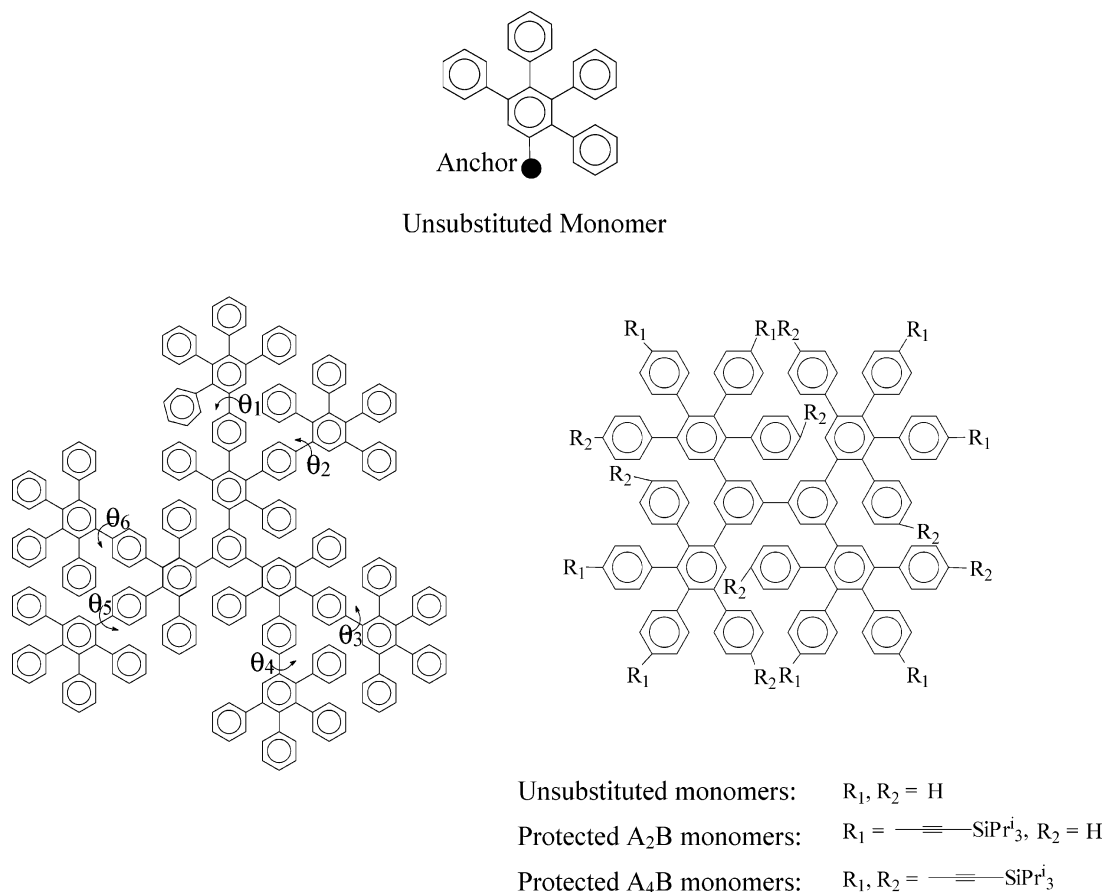 Anchor
Unsubstituted Monomer
θ1
θ2
θ6
θ5
θ4
θ3
R1
R1R2
R1
R2
R2
R1
R2
R2
R1
R2
R2
R1
R2R1
R1
Unsubstituted monomers: R1, R2 = H
Protected A2B monomers: R1 = —≡—SiPri3, R2 = H
Protected A4B monomers: R1, R2 = —≡—SiPri3